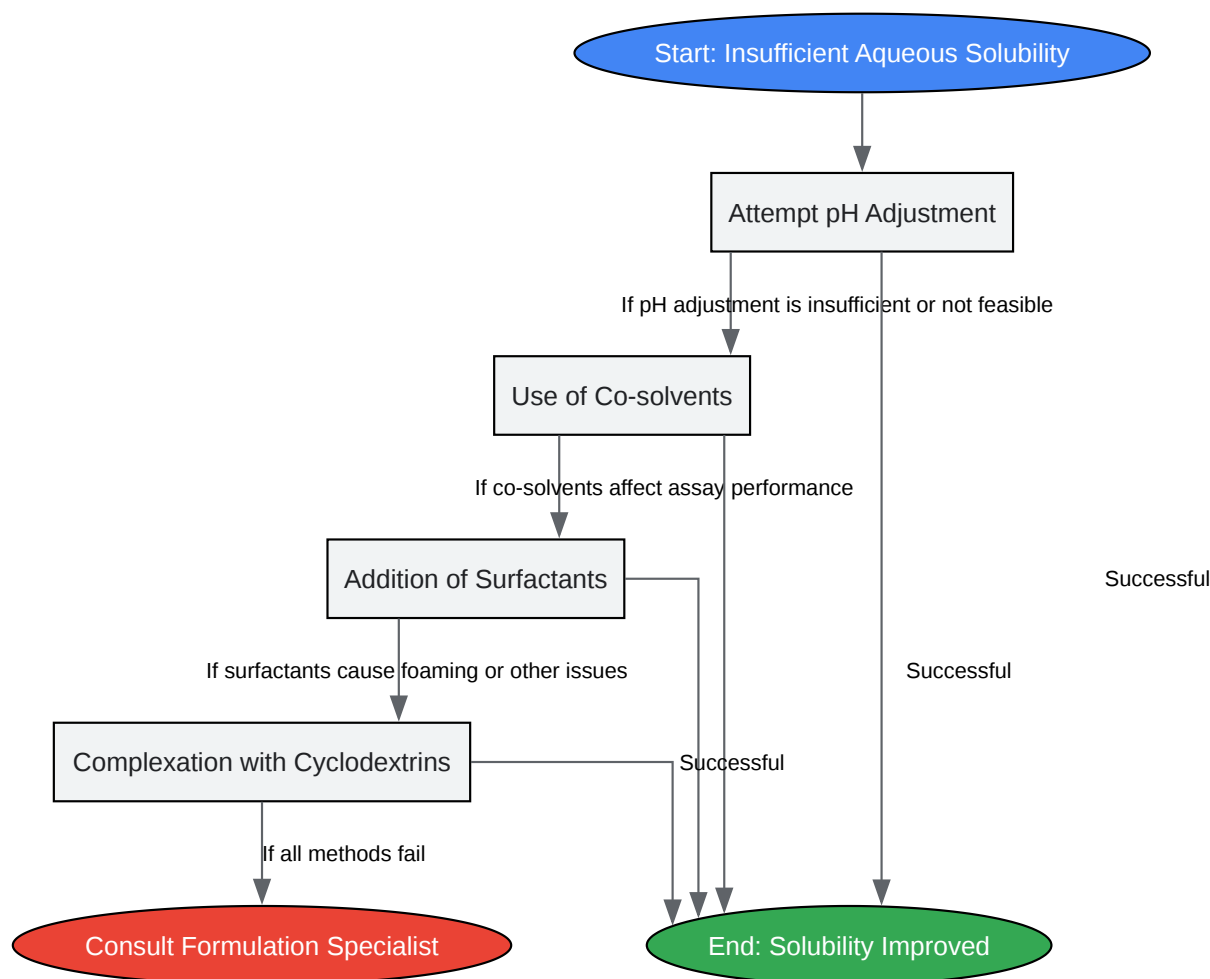 Start: Insufficient Aqueous Solubility
Attempt pH Adjustment
If pH adjustment is insufficient or not feasible
Use of Co-solvents
If co-solvents affect assay performance
Addition of Surfactants
Successful
If surfactants cause foaming or other issues
Successful
Complexation with Cyclodextrins
Successful
If all methods fail
Consult Formulation Specialist
End: Solubility Improved